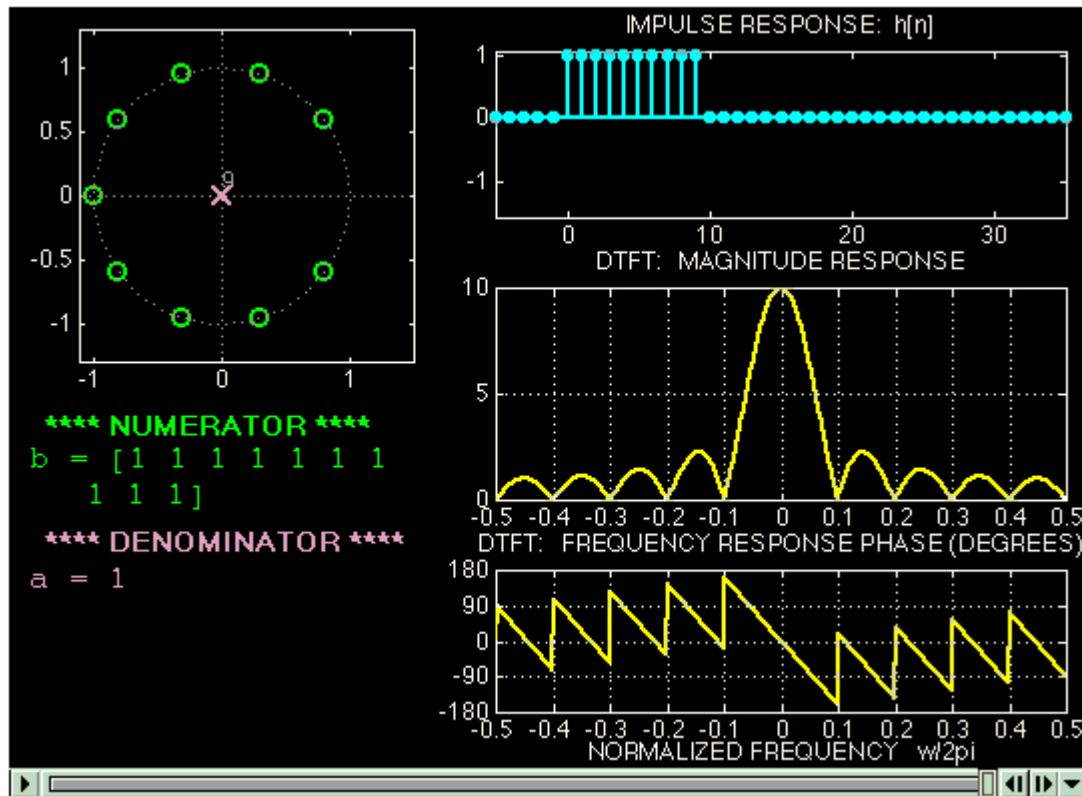 IMPULSE RESPONSE: h[n]
1
0.5
0
-0.5
-1
-1 0 1
9
1
0
-1
0 10 20 30
DTFT: MAGNITUDE RESPONSE
10
5
0
-0.5 -0.4 -0.3 -0.2 -0.1 0 0.1 0.2 0.3 0.4 0.5
**** NUMERATOR ****
b = [1 1 1 1 1 1 1
1 1 1]
**** DENOMINATOR ****
a = 1
DTFT: FREQUENCY RESPONSE PHASE (DEGREES)
180
90
0
-90
-180
-0.5 -0.4 -0.3 -0.2 -0.1 0 0.1 0.2 0.3 0.4 0.5
NORMALIZED FREQUENCY w/2pi